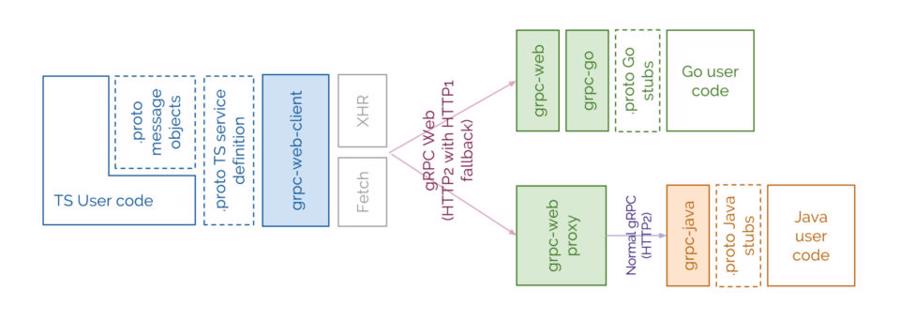 .proto
message
objects
TS User code
.proto TS service
definition
grpc-web-client
XHR
Fetch
gRPC Web
(HTTP2 with HTTP1
fallback)
grpc-web
grpc-go
.proto Go
stubs
Go user
code
grpc-web
proxy
Normal gRPC
(HTTP2)
grpc-java
.proto Java
stubs
Java
user
code